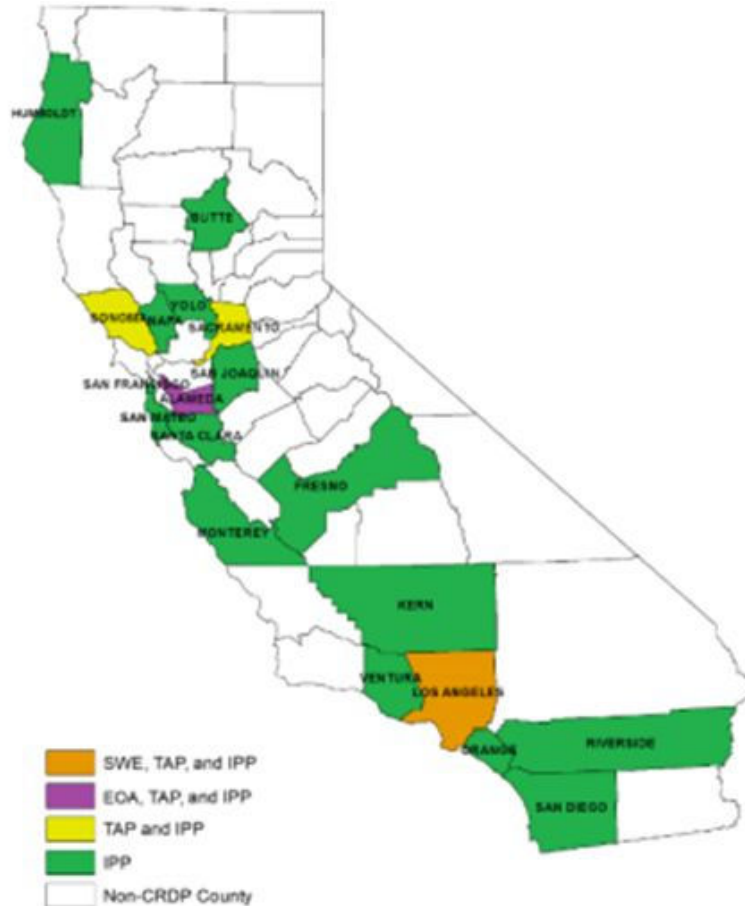 HUMBOLDT
BUTTE
YOLO
SONOMA
NAPA
SACRAMENTO
SAN JOAQUIN
SAN FRANCISCO
ALAMEDA
SAN MATEO
SANTA CLARA
FRESNO
MONTEREY
KERN
VENTURA
LOS ANGELES
ORANGE
RIVERSIDE
SAN DIEGO
SWE, TAP, and IPP
EOA, TAP, and IPP
TAP and IPP
IPP
Non-CRDP County